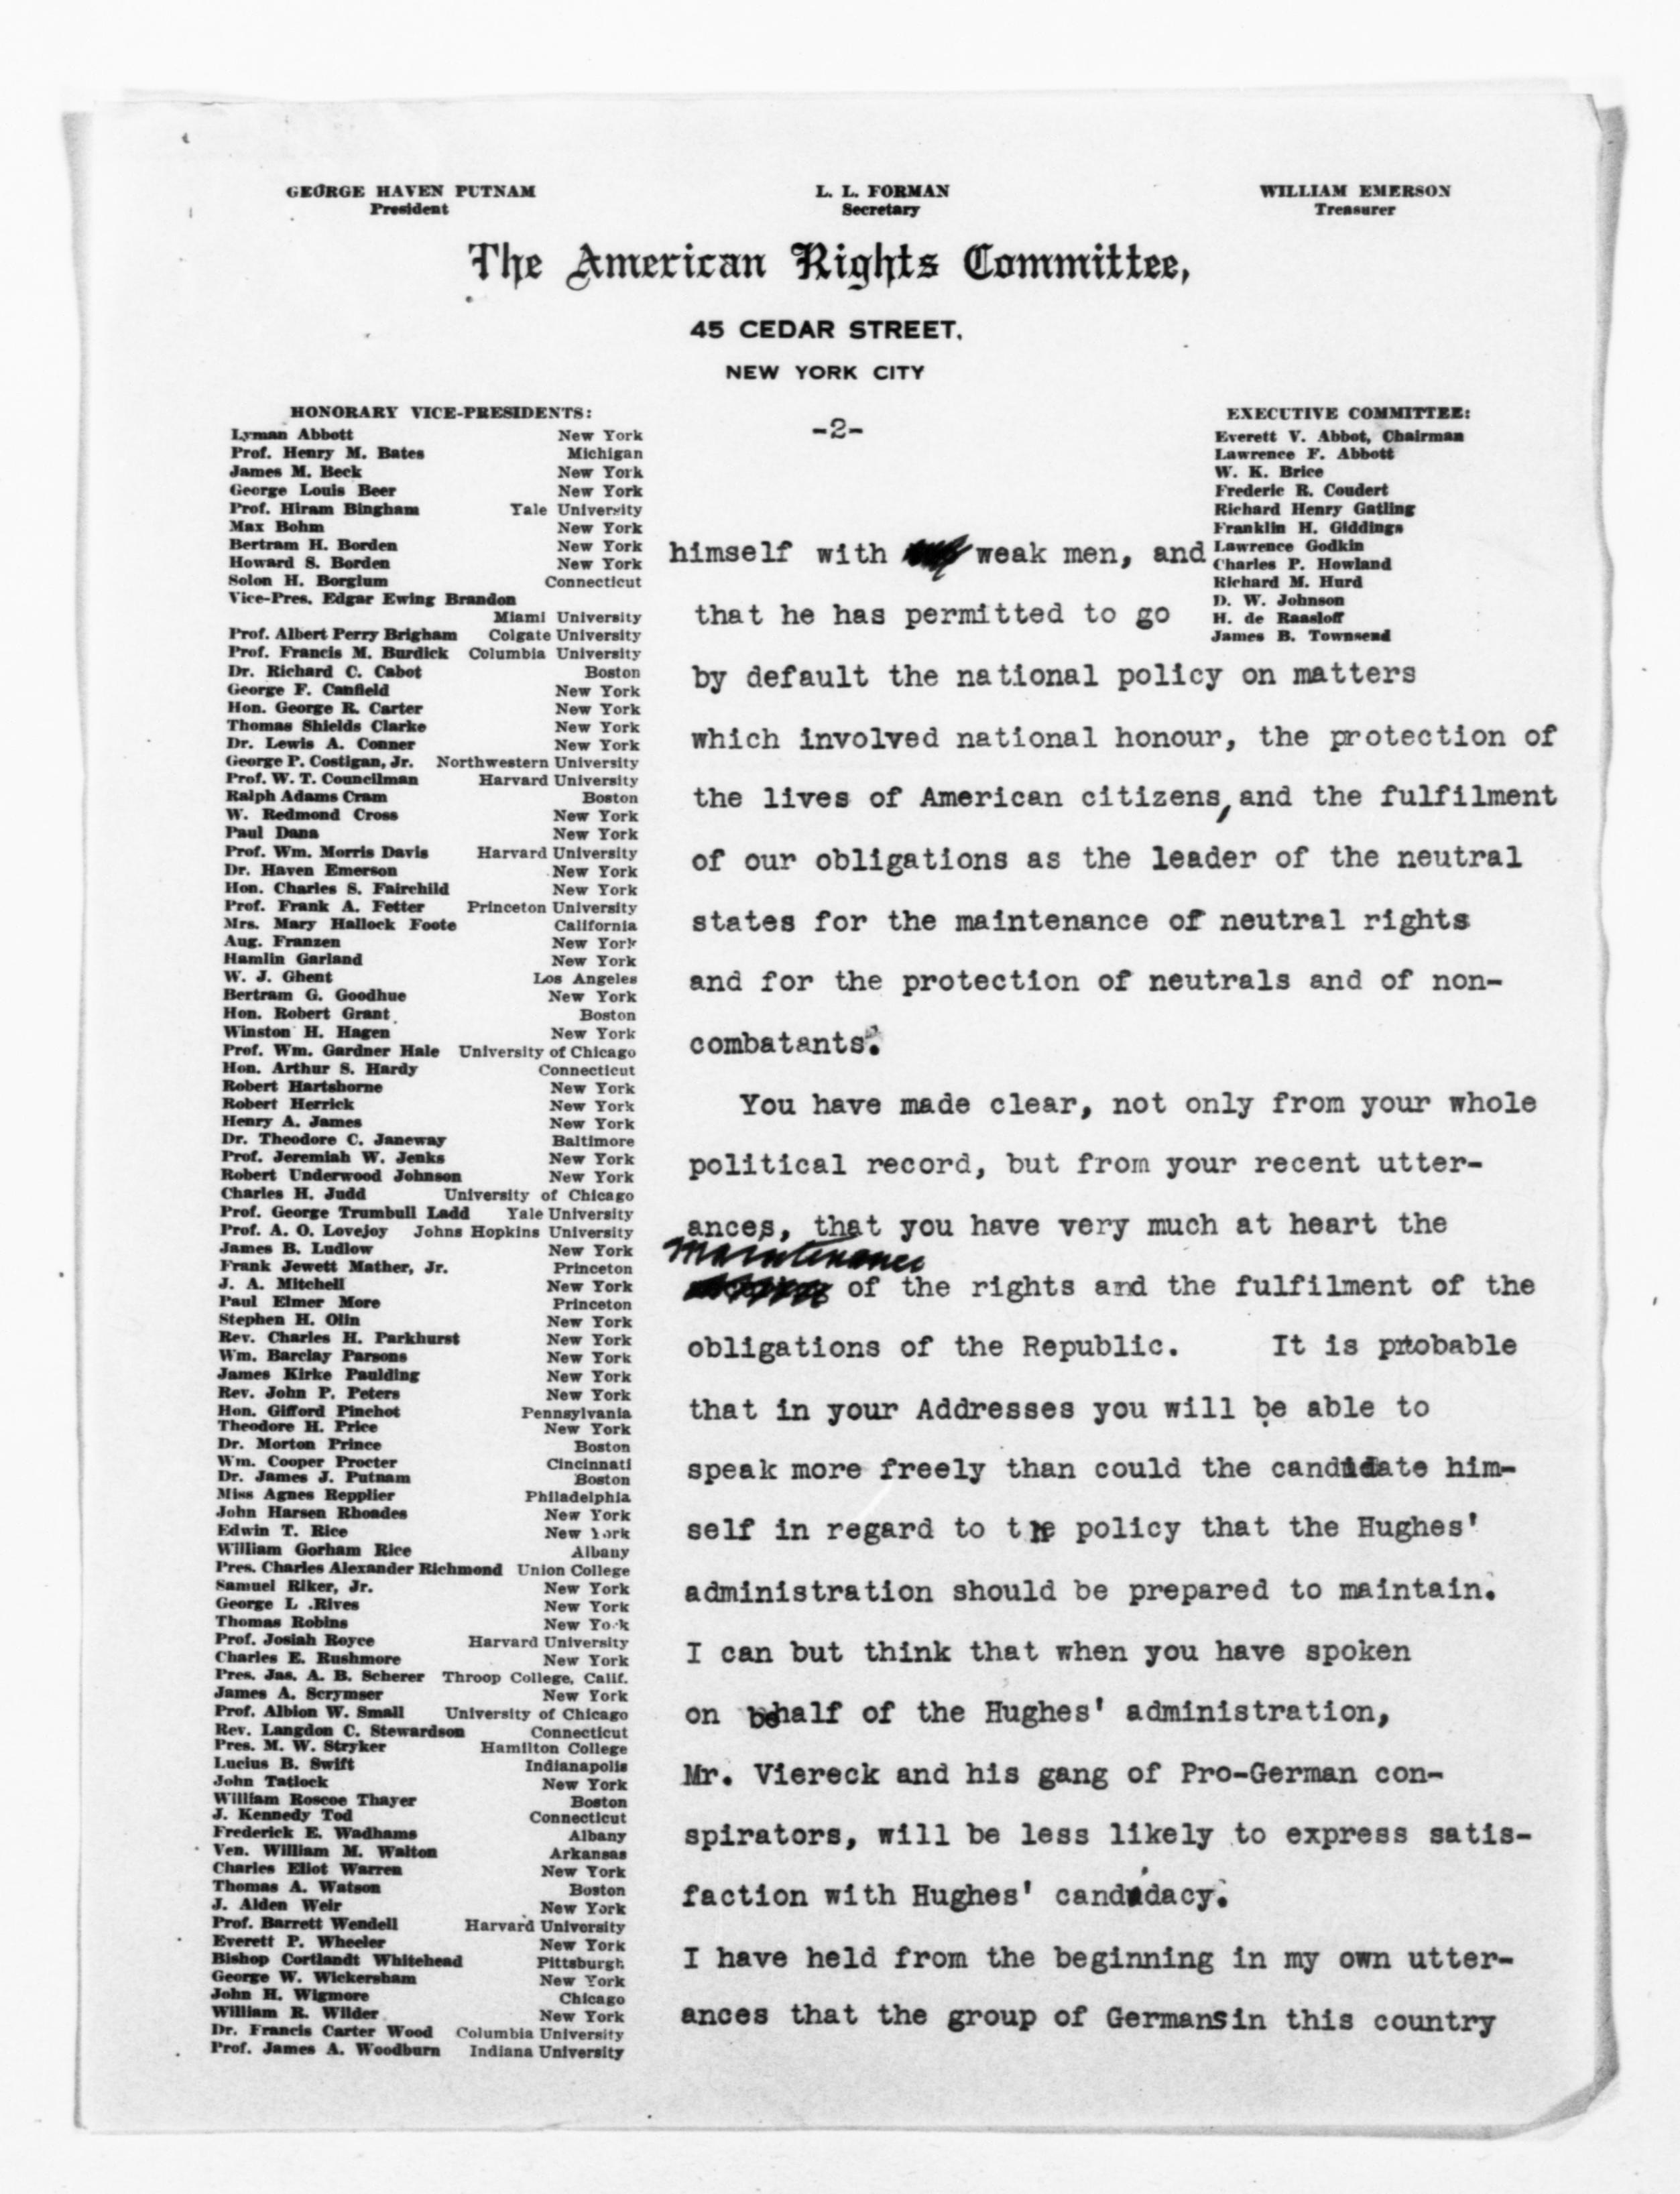 GEORGE HAVEN PUTNAM
President
L. L. FORMAN
Secretary
WILLIAM EMERSON
Treasurer
The American Rights Committee,
45 CEDAR STREET,
NEW YORK CITY
HONORARY VICE-PRESIDENTS:
Lyman Abbott New York
Prof. Henry M. Bates Michigan
James M. Beck New York
George Louis Beer New York
Prof. Hiram Bingham Yale University
Max Bohm New York
Bertram H. Borden New York
Howard S. Borden New York
Solon H. Borglum Connecticut
Vice-Pres. Edgar Ewing Brandon
Miami University
Prof. Albert Perry Brigham Colgate University
Prof. Francis M. Burdick Columbia University
Dr. Richard C. Cabot Boston
George F. Canfield New York
Hon. George R. Carter New York
Thomas Shields Clarke New York
Dr. Lewis A. Conner New York
George P. Costigan, Jr. Northwestern University
Prof. W. T. Councilman Harvard University
Ralph Adams Cram Boston
W. Redmond Cross New York
Paul Dana New York
Prof. Wm. Morris Davis Harvard University
Dr. Haven Emerson New York
Hon. Charles S. Fairchild New York
Prof. Frank A. Fetter Princeton University
Mrs. Mary Hallock Foote California
Aug. Franzen New York
Hamlin Garland New York
W. J. Ghent Los Angeles
Bertram G. Goodhue New York
Hon. Robert Grant Boston
Winston H. Hagen New York
Prof. Wm. Gardner Hale University of Chicago
Hon. Arthur S. Hardy Connecticut
Robert Hartshorne New York
Robert Herrick New York
Henry A. James New York
Dr. Theodore C. Janeway Baltimore
Prof. Jeremiah W. Jenks New York
Robert Underwood Johnson New York
Charles H. Judd University of Chicago
Prof. George Trumbull Ladd Yale University
Prof. A. O. Lovejoy Johns Hopkins University
James B. Ludlow New York
Frank Jewett Mather, Jr. Princeton
J. A. Mitchell New York
Paul Elmer More Princeton
Stephen H. Olin New York
Rev. Charles H. Parkhurst New York
Wm. Barclay Parsons New York
James Kirke Paulding New York
Rev. John P. Peters New York
Hon. Gifford Pinchot Pennsylvania
Theodore H. Price New York
Dr. Morton Prince Boston
Wm. Cooper Procter Cincinnati
Dr. James J. Putnam Boston
Miss Agnes Repplier Philadelphia
John Harsen Rhoades New York
Edwin T. Rice New York
William Gorham Rice Albany
Pres. Charles Alexander Richmond Union College
Samuel Riker, Jr. New York
George L .Rives New York
Thomas Robins New York
Prof. Josiah Royce Harvard University
Charles E. Rushmore New York
Pres. Jas. A. B. Scherer Throop College, Calif.
James A. Scrymser New York
Prof. Albion W. Small University of Chicago
Rev. Langdon C. Stewardson Connecticut
Pres. M. W. Stryker Hamilton College
Lucius B. Swift Indianapolis
John Tatlock New York
William Roscoe Thayer Boston
J. Kennedy Tod Connecticut
Frederick E. Wadhams Albany
Ven. William M. Walton Arkansas
Charles Eliot Warren New York
Thomas A. Watson Boston
J. Alden Weir New York
Prof. Barrett Wendell Harvard University
Everett P. Wheeler New York
Bishop Cortlandt Whitehead Pittsburgh
George W. Wickersham New York
John H. Wigmore Chicago
William R. Wilder New York
Dr. Francis Carter Wood Columbia University
Prof. James A. Woodburn Indiana University
EXECUTIVE COMMITTEE:
Everett V. Abbot, Chairman
Lawrence F. Abbott
W. K. Brice
Frederic R. Coudert
Richard Henry Gatling
Franklin H. Giddings
Lawrence Godkin
Charles P. Howland
Richard M. Hurd
D. W. Johnson
H. de Raasloff
James B. Townsend
-2-
himself with weak men, and
that he has permitted to go
by default the national policy on matters
which involved national honour, the protection of
the lives of American citizens, and the fulfilment
of our obligations as the leader of the neutral
states for the maintenance of neutral rights
and for the protection of neutrals and of non-
combatants.
You have made clear, not only from your whole
political record, but from your recent utter-
ances, that you have very much at heart the
maintenance
of the rights and the fulfilment of the
obligations of the Republic. It is probable
that in your Addresses you will be able to
speak more freely than could the candidate him-
self in regard to the policy that the Hughes'
administration should be prepared to maintain.
I can but think that when you have spoken
on behalf of the Hughes' administration,
Mr. Viereck and his gang of Pro-German con-
spirators, will be less likely to express satis-
faction with Hughes' candidacy.
I have held from the beginning in my own utter-
ances that the group of Germans in this country